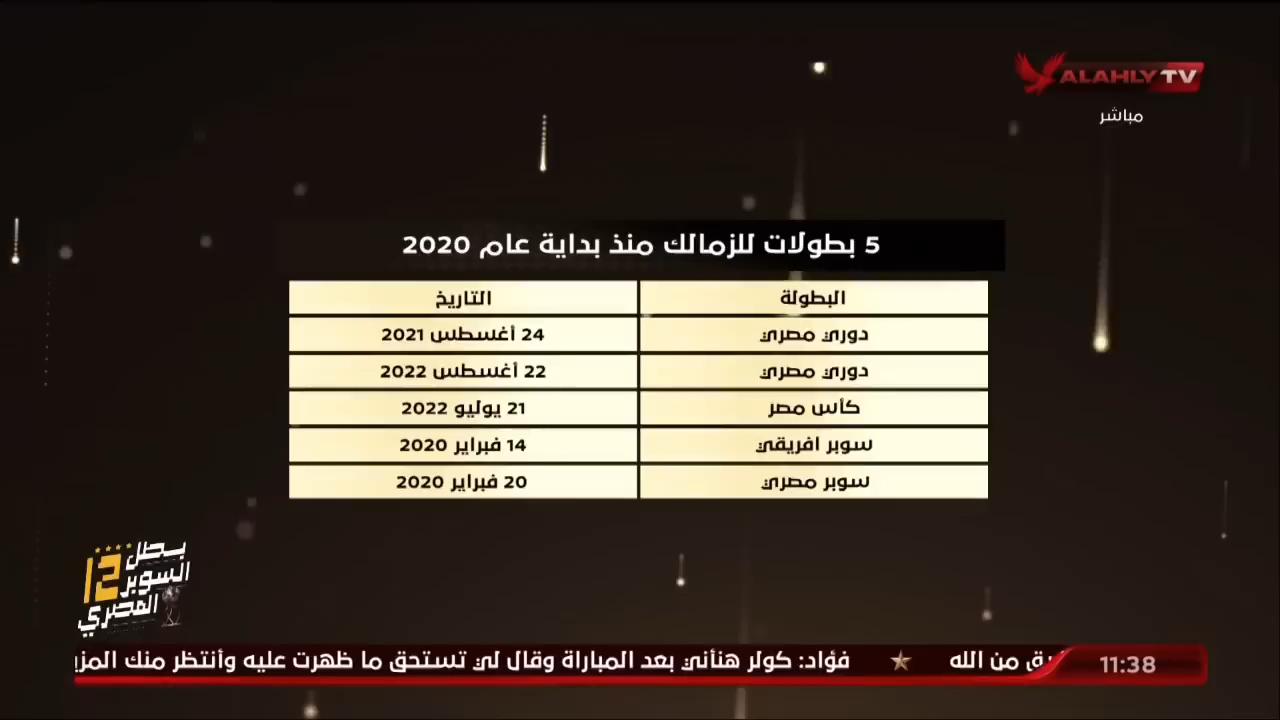 ALAHLY TV
مباشر
5 بطولات للزمالك منذ بداية عام 2020
البطولة التاريخ
دوري مصري 24 أغسطس 2021
دوري مصري 22 أغسطس 2022
كأس مصر 21 يوليو 2022
سوبر افريقي 14 فبراير 2020
سوبر مصري 20 فبراير 2020
بطل
السوبر 12
المصري
11:38 من الله ★ فؤاد: كولر هنأني بعد المباراة وقال لي تستحق ما ظهرت عليه وأنتظر منك